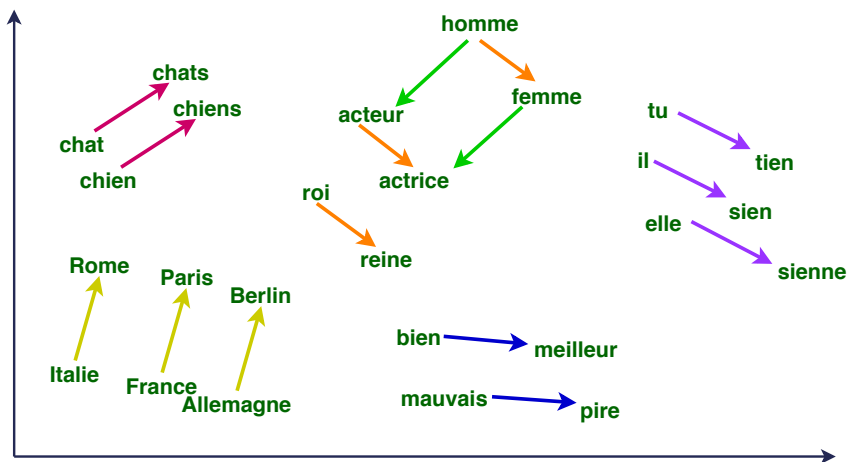 homme
chats
chiens
femme
acteur
tu
chat
il
tien
chien
actrice
roi
sien
elle
reine
sienne
Rome
Paris
Berlin
bien
meilleur
Italie
France
Allemagne
mauvais
pire